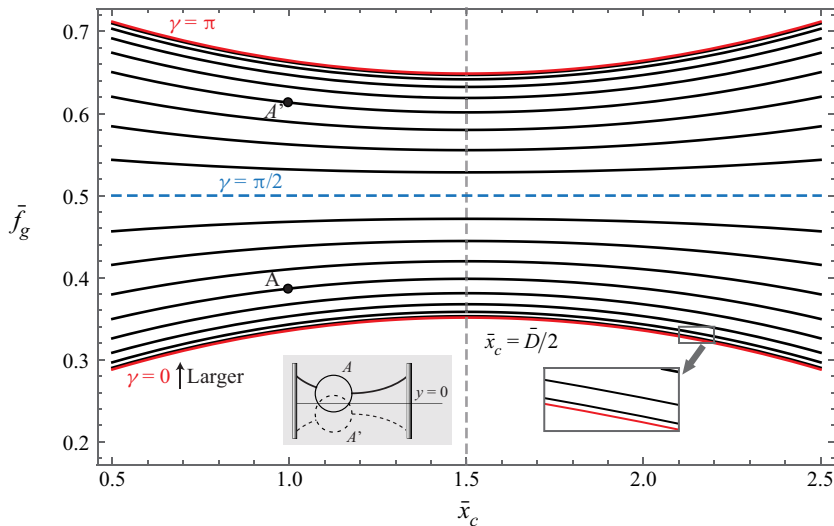 0.7
γ = π
A'
0.6
γ = π/2
0.5
f̄g
A
0.4
x̄c = D̄/2
0.3
γ = 0 ↑ Larger
A
y = 0
A'
0.2
0.5 1.0 1.5 2.0 2.5
x̄c